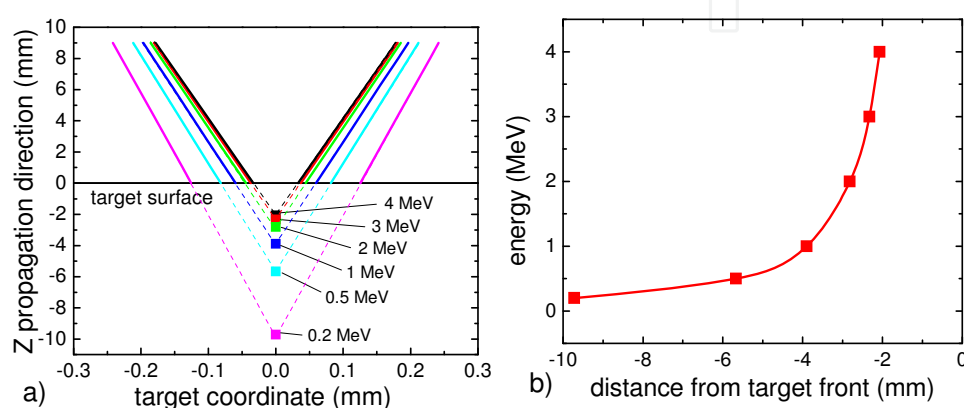 10
8
6
4
2
0
-2
-4
-6
-8
-10
Z propagation direction (mm)
target surface
4 MeV
3 MeV
2 MeV
1 MeV
0.5 MeV
0.2 MeV
-0.3 -0.2 -0.1 0.0 0.1 0.2 0.3
target coordinate (mm)
a)
4
3
2
1
0
energy (MeV)
-10 -8 -6 -4 -2 0
distance from target front (mm)
b)